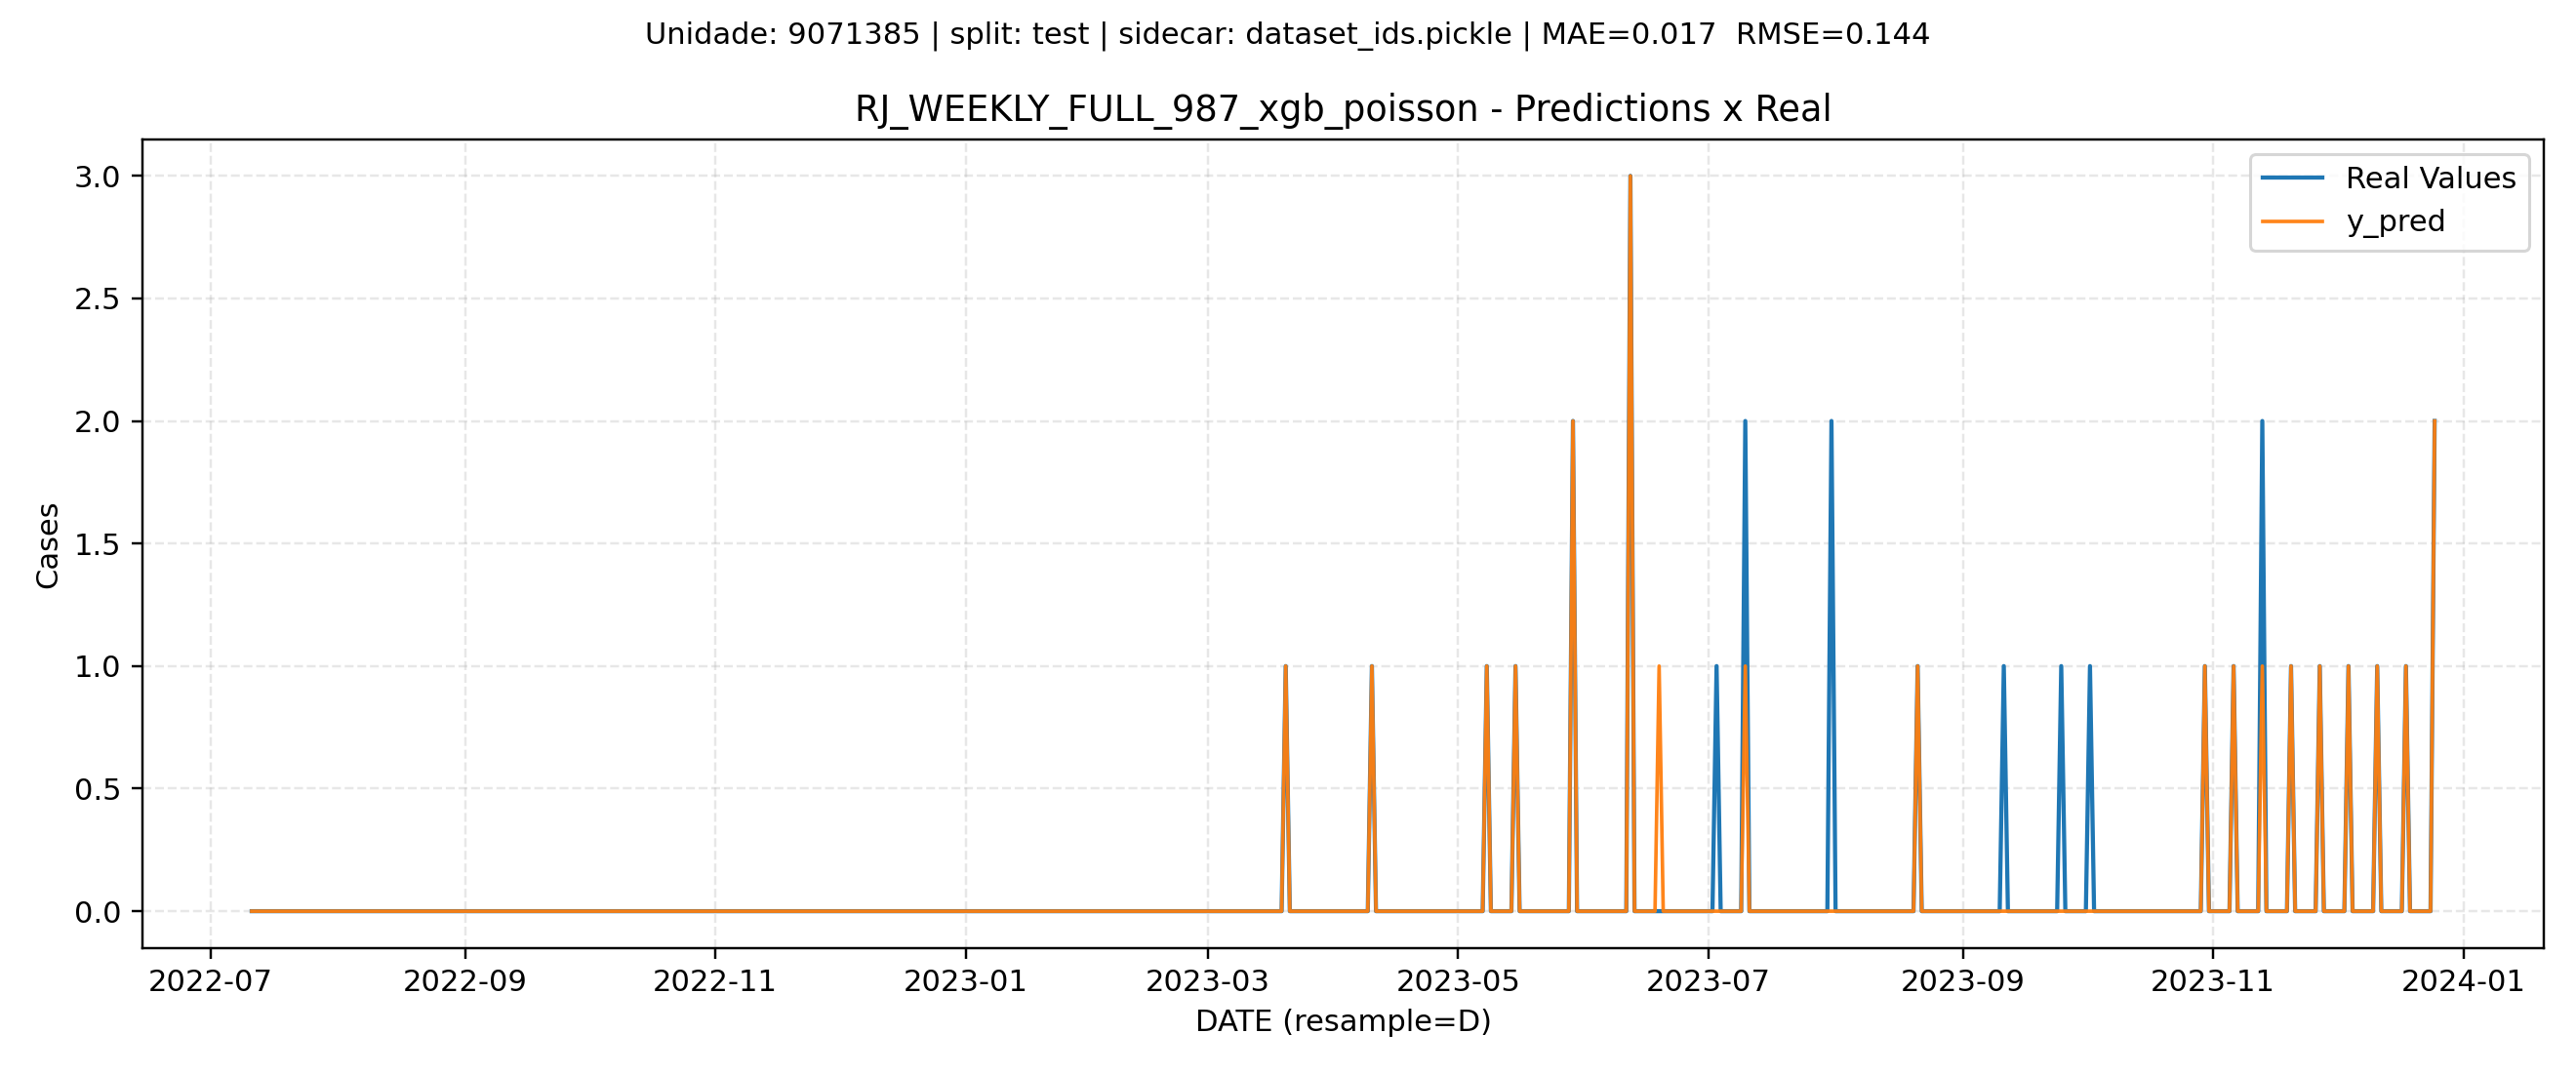 Unidade: 9071385 | split: test | sidecar: dataset_ids.pickle | MAE=0.017  RMSE=0.144
RJ_WEEKLY_FULL_987_xgb_poisson - Predictions x Real
Real Values
y_pred
Cases
3.0
2.5
2.0
1.5
1.0
0.5
0.0
2022-07
2022-09
2022-11
2023-01
2023-03
2023-05
2023-07
2023-09
2023-11
2024-01
DATE (resample=D)